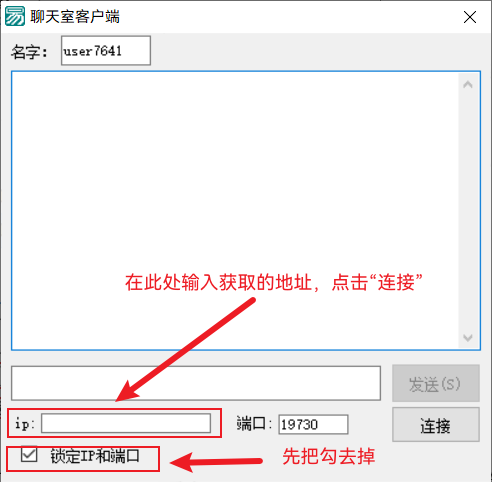 聊天室客户端
名字: user7641
在此处输入获取的地址，点击“连接”
发送(S)
ip: 端口: 19730 连接
锁定IP和端口 先把勾去掉